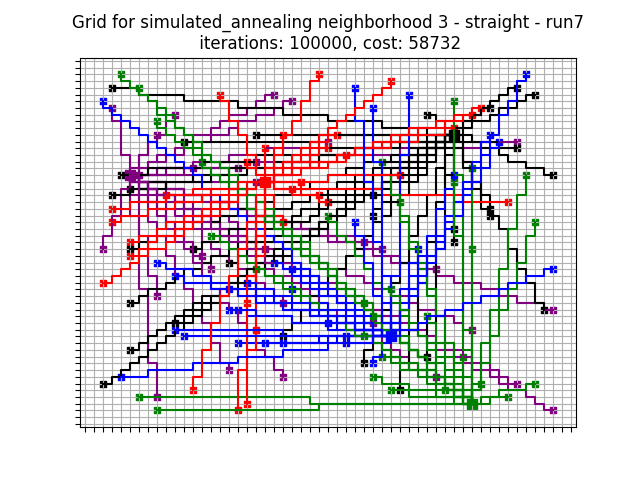 Grid for simulated_annealing neighborhood 3 - straight - run7
iterations: 100000, cost: 58732